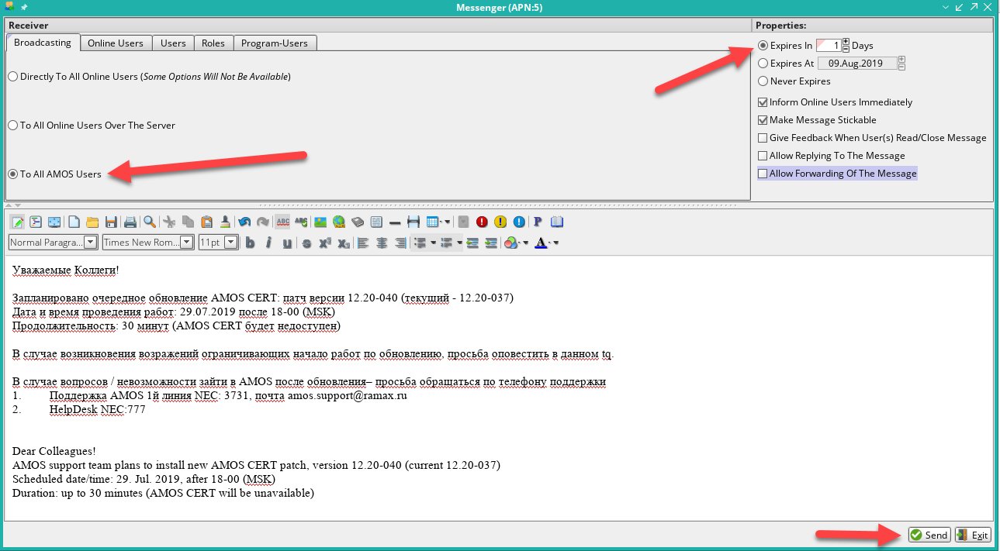 Messenger (APN:5)
Receiver
Properties:
Broadcasting
Online Users
Users
Roles
Program-Users
Directly To All Online Users (Some Options Will Not Be Available)
To All Online Users Over The Server
To All AMOS Users
Expires In 1 Days
Expires At 09.Aug.2019
Never Expires
Inform Online Users Immediately
Make Message Stickable
Give Feedback When User(s) Read/Close Message
Allow Replying To The Message
Allow Forwarding Of The Message
ABC
ABC
P
Normal Paragra...
Times New Rom...
11pt
b i u s x² x₂
A
Уважаемые Коллеги!
Запланировано очередное обновление AMOS CERT: патч версии 12.20-040 (текущий - 12.20-037)
Дата и время проведения работ: 29.07.2019 после 18-00 (MSK)
Продолжительность: 30 минут (AMOS CERT будет недоступен)
В случае возникновения возражений ограничивающих начало работ по обновлению, просьба оповестить в данном tq.
В случае вопросов / невозможности зайти в AMOS после обновления– просьба обращаться по телефону поддержки
1. Поддержка AMOS 1й линия NEC: 3731, почта amos.support@ramax.ru
2. HelpDesk NEC:777
Dear Colleagues!
AMOS support team plans to install new AMOS CERT patch, version 12.20-040 (current 12.20-037)
Scheduled date/time: 29. Jul. 2019, after 18-00 (MSK)
Duration: up to 30 minutes (AMOS CERT will be unavailable)
Send
Exit